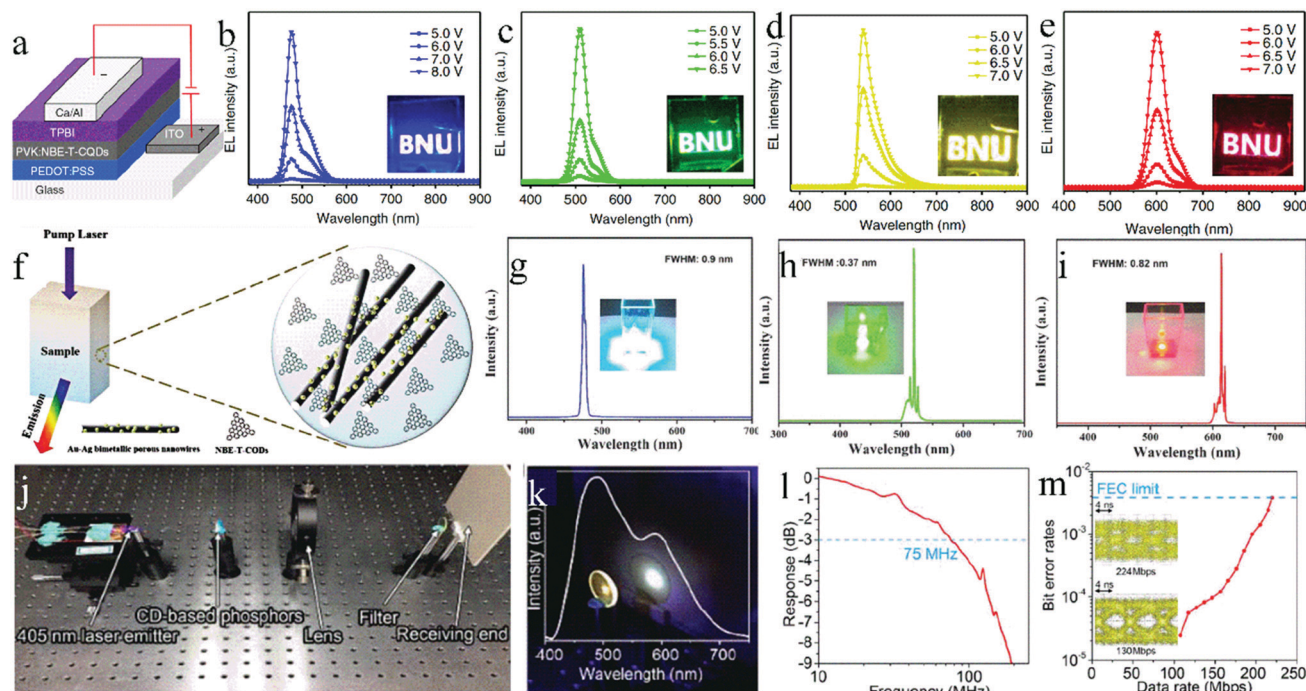 a
−
Ca/Al
TPBI
ITO
+
PVK:NBE-T-CQDs
PEDOT:PSS
Glass
b
EL intensity (a.u.)
5.0 V
6.0 V
7.0 V
8.0 V
BNU
400 500 600 700 800 900
Wavelength (nm)
c
EL intensity (a.u.)
5.0 V
5.5 V
6.0 V
6.5 V
BNU
400 500 600 700 800 900
Wavelength (nm)
d
EL intensity (a.u.)
5.0 V
6.0 V
6.5 V
7.0 V
BNU
400 500 600 700 800 900
Wavelength (nm)
e
EL intensity (a.u.)
5.0 V
6.0 V
6.5 V
7.0 V
BNU
400 500 600 700 800 900
Wavelength (nm)
f
Pump Laser
Sample
Emission
Au-Ag bimetallic porous nanowires
NBE-T-CQDs
g
FWHM: 0.9 nm
Intensity (a.u.)
400 500 600 700
Wavelength (nm)
h
FWHM :0.37 nm
Intensity (a.u.)
300 400 500 600 700
Wavelength (nm)
i
FWHM: 0.82 nm
Intensity (a.u.)
400 500 600 700
Wavelength (nm)
j
405 nm laser emitter
CD-based phosphors
Lens
Filter
Receiving end
k
Intensity (a.u.)
400 500 600 700
Wavelength (nm)
l
0
-1
-2
-3
-4
-5
-6
-7
-8
-9
Response (dB)
75 MHz
10 100
Frequency (MHz)
m
10-2
10-3
10-4
10-5
Bit error rates
FEC limit
4 ns
224Mbps
4 ns
130Mbps
0 50 100 150 200 250
Data rate (Mbps)